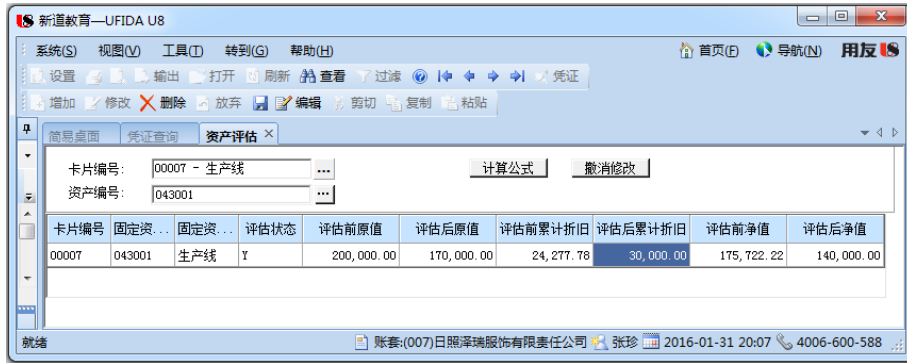 新道教育—UFIDA U8
系统(S) 视图(V) 工具(T) 转到(G) 帮助(H) 首页(F) 导航(N) 用友 U8
设置 输出 打开 刷新 查看 过滤 凭证
增加 修改 删除 放弃 编辑 剪切 复制 粘贴
简易桌面 凭证查询 资产评估
卡片编号: 00007 - 生产线 ... 计算公式 撤消修改
资产编号: 043001 ...
卡片编号 固定资... 固定资... 评估状态 评估前原值 评估后原值 评估前累计折旧 评估后累计折旧 评估前净值 评估后净值
00007 043001 生产线 Y 200,000.00 170,000.00 24,277.78 30,000.00 175,722.22 140,000.00
就绪 账套:(007)日照泽瑞服饰有限责任公司 张珍 2016-01-31 20:07 4006-600-588